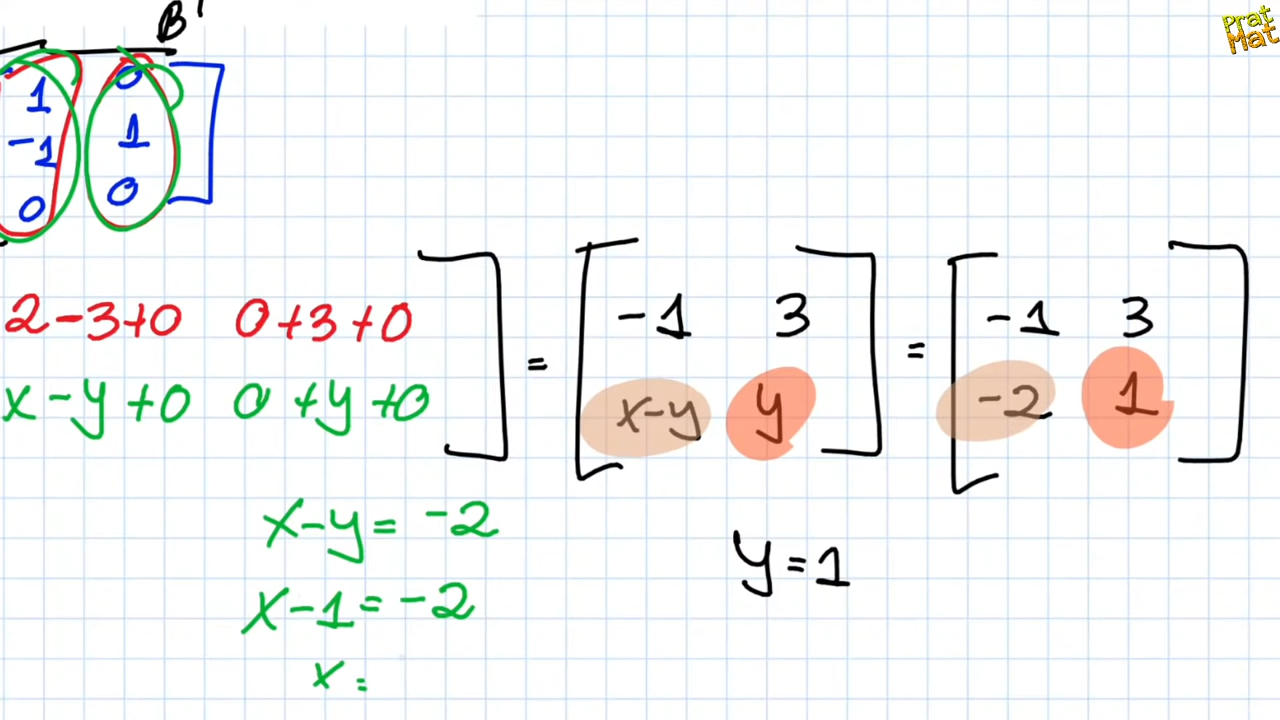 B'
Prat
Mat
1 0
-1 1
0 0
2-3+0 0+3+0
x-y+0 0+y+0
=
-1 3
x-y y
=
-1 3
-2 1
x-y=-2
y=1
x-1=-2
x=